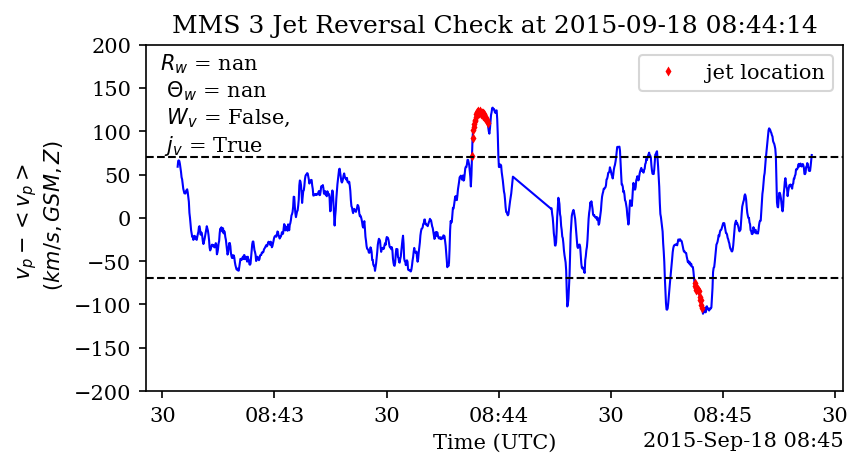 MMS 3 Jet Reversal Check at 2015-09-18 08:44:14
200
150
100
50
0
−50
−100
−150
−200
v_p − < v_p >
(km/s, GSM, Z)
R_w = nan
Θ_w = nan
W_v = False,
j_v = True
jet location
30 08:43 30 08:44 30 08:45 30
Time (UTC)
2015-Sep-18 08:45